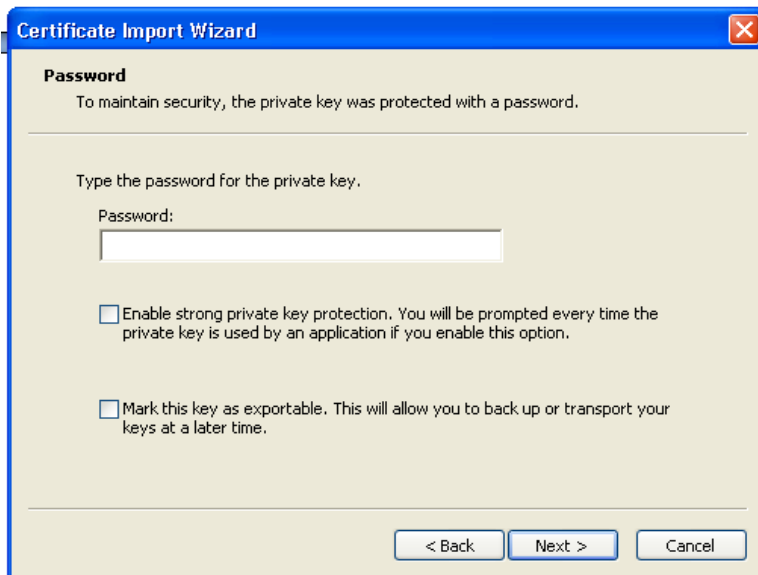 Certificate Import Wizard
Password
To maintain security, the private key was protected with a password.
Type the password for the private key.
Password:
Enable strong private key protection. You will be prompted every time the
private key is used by an application if you enable this option.
Mark this key as exportable. This will allow you to back up or transport your
keys at a later time.
< Back Next > Cancel